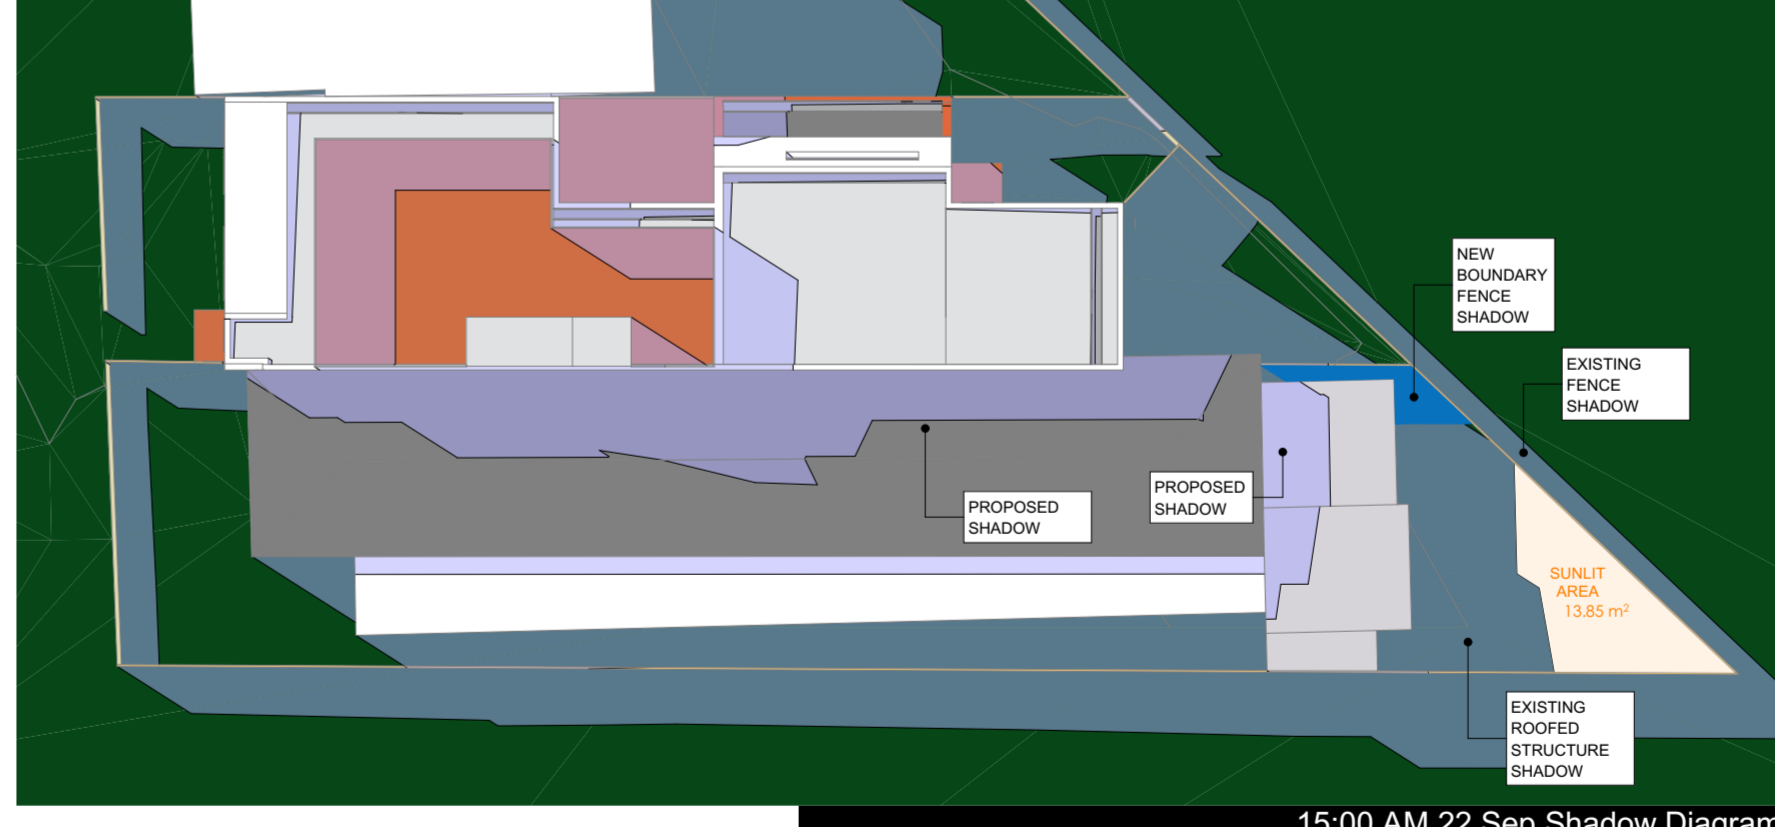 NEW
BOUNDARY
FENCE
SHADOW
EXISTING
FENCE
SHADOW
PROPOSED
SHADOW
PROPOSED
SHADOW
SUNLIT
AREA
13.85 m²
EXISTING
ROOFED
STRUCTURE
SHADOW
15:00 AM 22 Sep Shadow Diagram